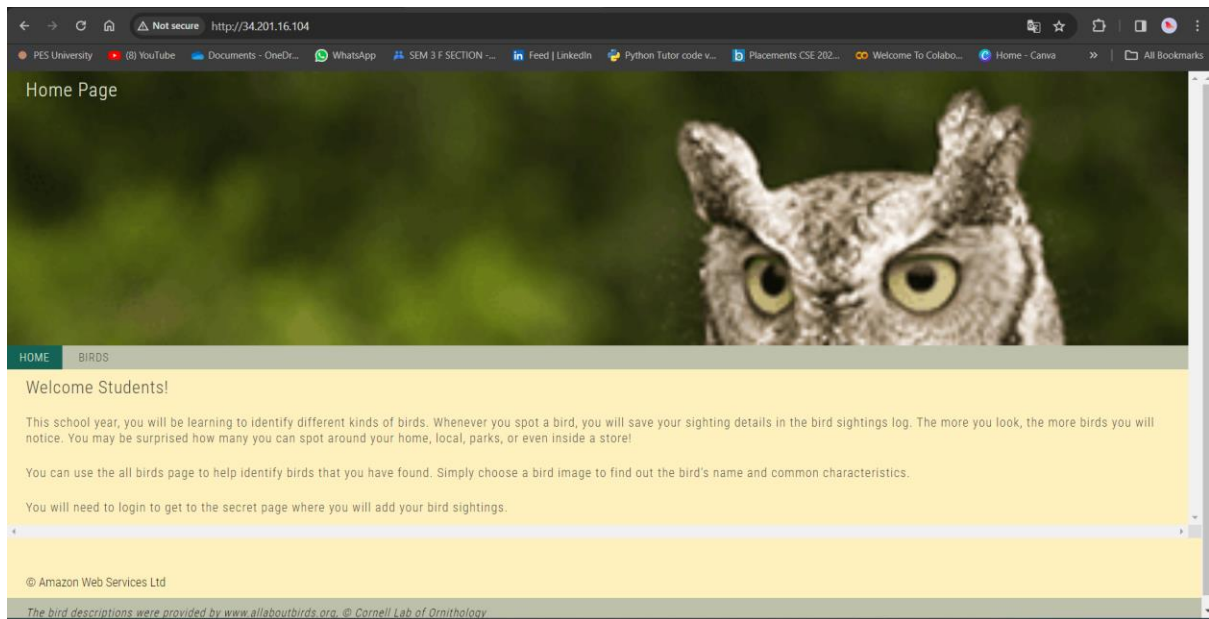 Not secure http://34.201.16.104
PES University (8) YouTube Documents - OneDr... WhatsApp SEM 3 F SECTION -... in Feed | LinkedIn Python Tutor code v... b Placements CSE 202... CO Welcome To Colabo... C Home - Canva » All Bookmarks
Home Page
HOME BIRDS
Welcome Students!
This school year, you will be learning to identify different kinds of birds. Whenever you spot a bird, you will save your sighting details in the bird sightings log. The more you look, the more birds you will
notice. You may be surprised how many you can spot around your home, local, parks, or even inside a store!
You can use the all birds page to help identify birds that you have found. Simply choose a bird image to find out the bird's name and common characteristics.
You will need to login to get to the secret page where you will add your bird sightings.
© Amazon Web Services Ltd
The bird descriptions were provided by www.allaboutbirds.org, © Cornell Lab of Ornithology